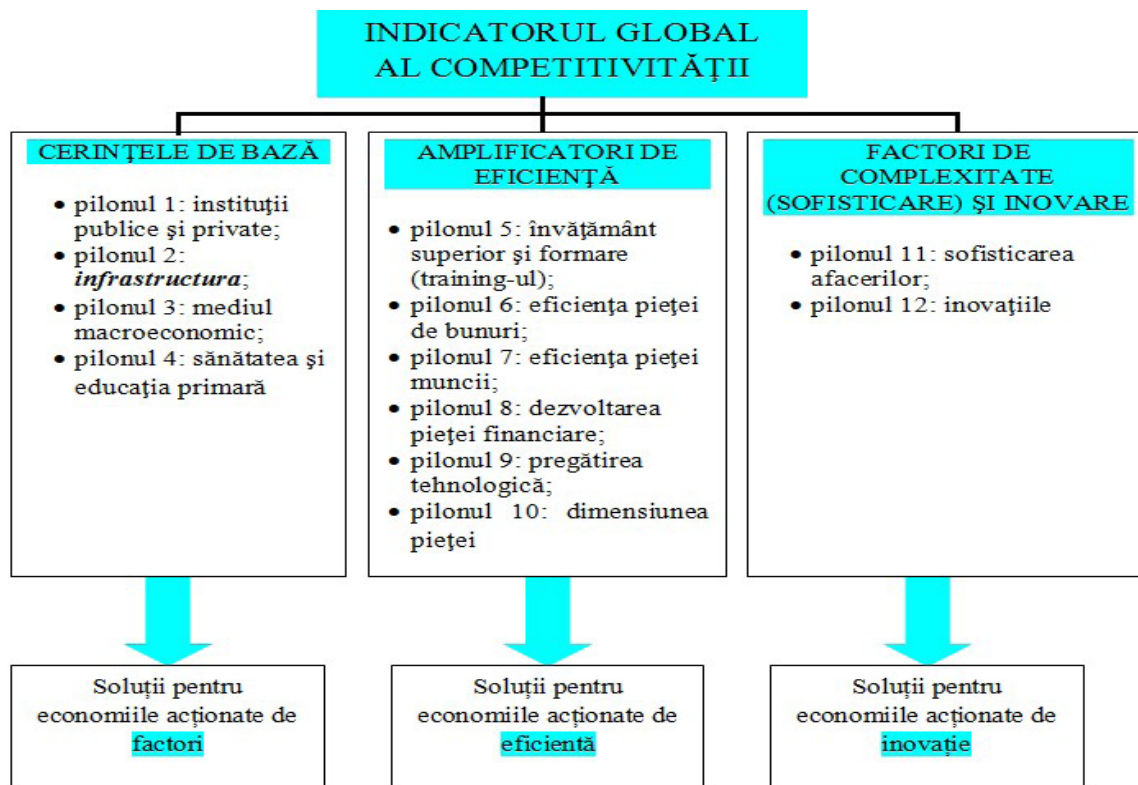 INDICATORUL GLOBAL
AL COMPETITIVITĂŢII
CERINŢELE DE BAZĂ
• pilonul 1: instituţii
publice şi private;
• pilonul 2:
infrastructura;
• pilonul 3: mediul
macroeconomic;
• pilonul 4: sănătatea şi
educaţia primară
AMPLIFICATORI DE
EFICIENŢĂ
• pilonul 5: învăţământ
superior şi formare
(training-ul);
• pilonul 6: eficienţa pieţei
de bunuri;
• pilonul 7: eficienţa pieţei
muncii;
• pilonul 8: dezvoltarea
pieţei financiare;
• pilonul 9: pregătirea
tehnologică;
• pilonul 10: dimensiunea
pieţei
FACTORI DE
COMPLEXITATE
(SOFISTICARE) ŞI INOVARE
• pilonul 11: sofisticarea
afacerilor;
• pilonul 12: inovaţiile
Soluții pentru
economiile acționate de
factori
Soluții pentru
economiile acționate de
eficientă
Soluții pentru
economiile acționate de
inovație